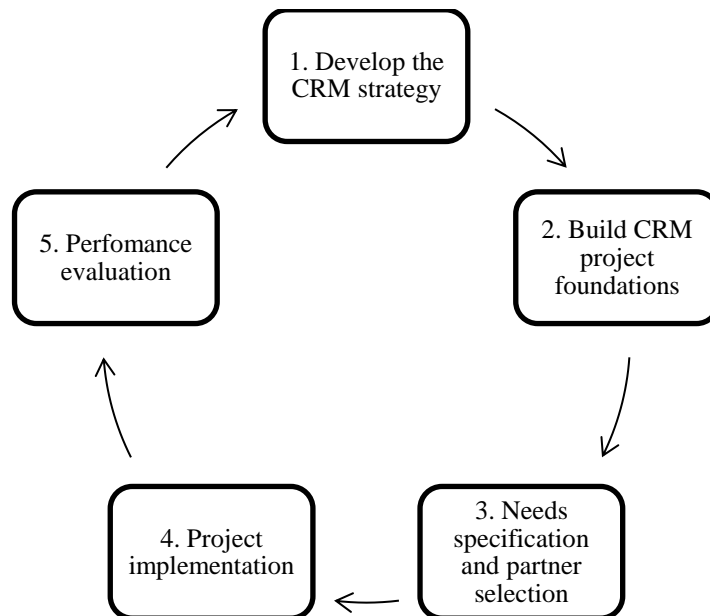 1. Develop the
CRM strategy
2. Build CRM
project
foundations
3. Needs
specification
and partner
selection
4. Project
implementation
5. Perfomance
evaluation